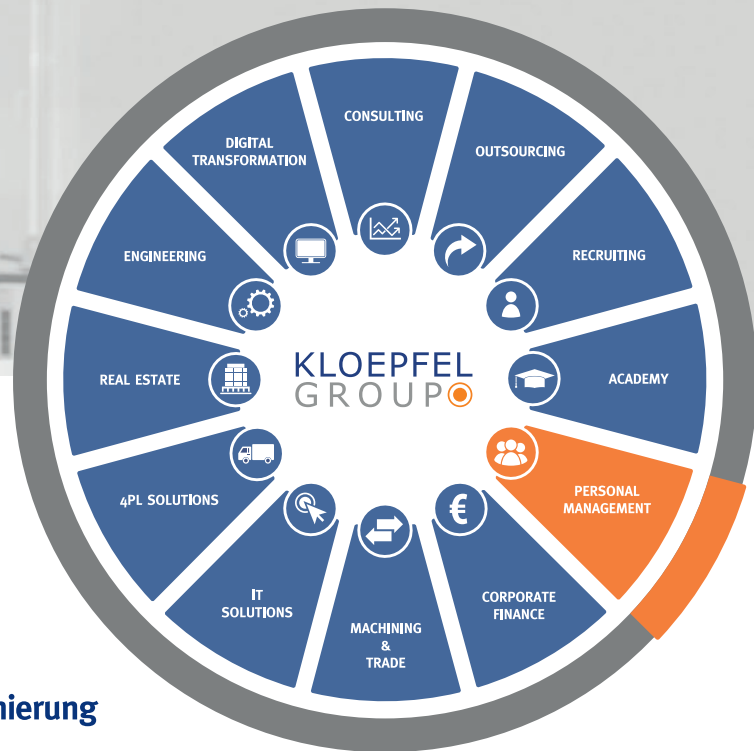 CONSULTING
OUTSOURCING
RECRUITING
ACADEMY
PERSONAL
MANAGEMENT
CORPORATE
FINANCE
MACHINING
&
TRADE
IT
SOLUTIONS
4PL SOLUTIONS
REAL ESTATE
ENGINEERING
DIGITAL
TRANSFORMATION
KLOEPFEL
GROUP
€